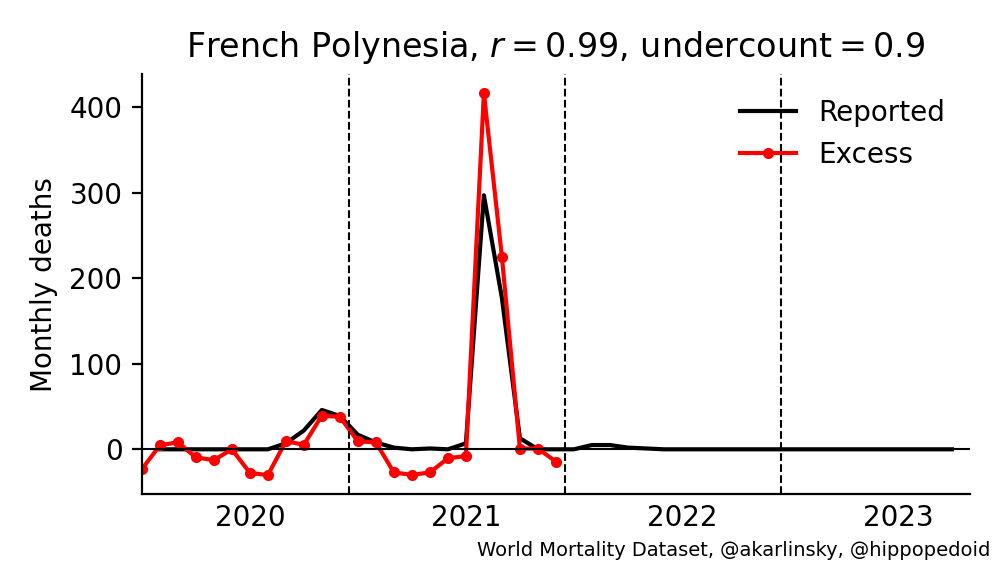 French Polynesia, r = 0.99, undercount = 0.9
400
300
200
100
0
Monthly deaths
Reported
Excess
2020 2021 2022 2023
World Mortality Dataset, @akarlinsky, @hippopedoid